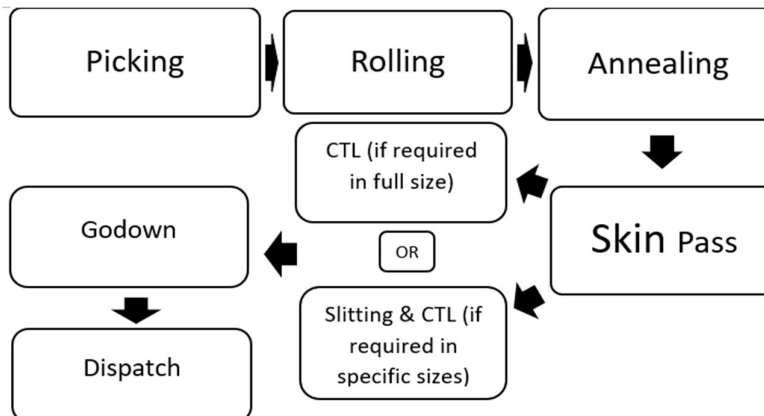 Picking
Rolling
Annealing
Skin Pass
CTL (if required
in full size)
OR
Slitting & CTL (if
required in
specific sizes)
Godown
Dispatch